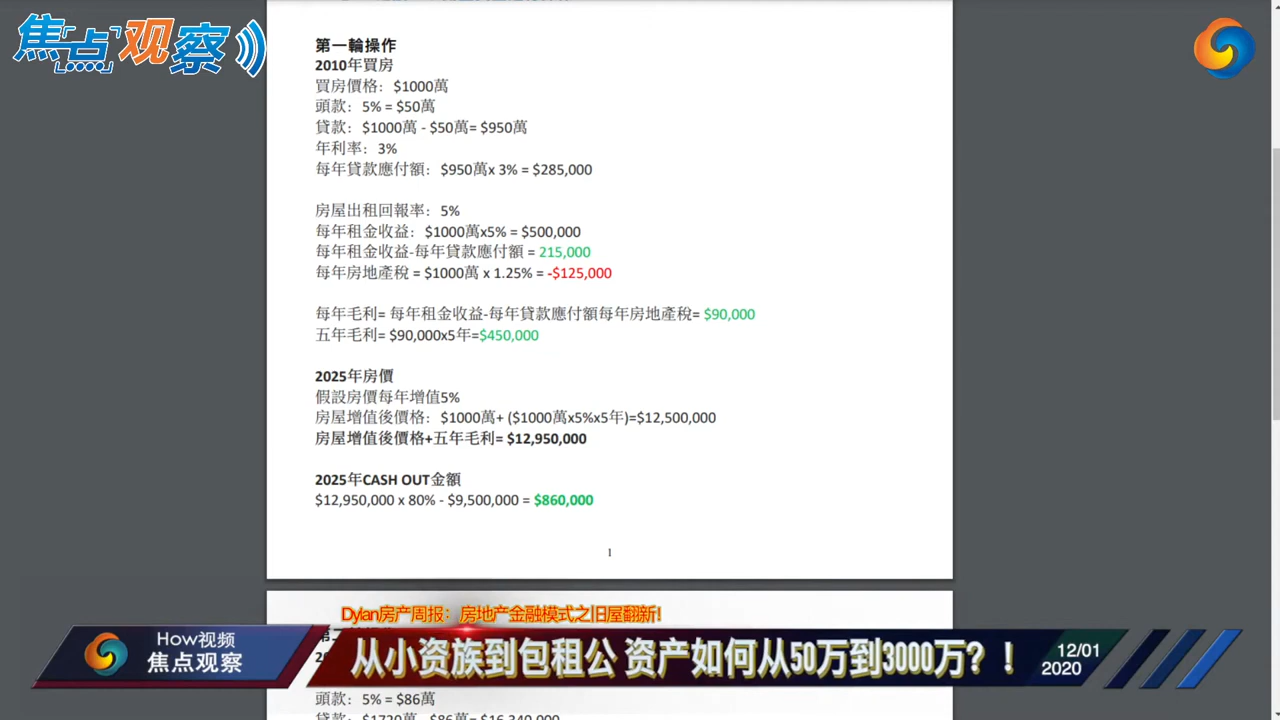 焦点观察
第一輪操作
2010年買房
買房價格： $1000萬
頭款： 5% = $50萬
貸款： $1000萬 - $50萬= $950萬
年利率： 3%
每年貸款應付額： $950萬x 3% = $285,000
房屋出租回報率： 5%
每年租金收益： $1000萬x5% = $500,000
每年租金收益-每年貸款應付額 = 215,000
每年房地產稅 = $1000萬 x 1.25% = -$125,000
每年毛利= 每年租金收益-每年貸款應付額每年房地產稅= $90,000
五年毛利= $90,000x5年=$450,000
2025年房價
假設房價每年增值5%
房屋增值後價格： $1000萬+ ($1000萬x5%x5年)=$12,500,000
房屋增值後價格+五年毛利= $12,950,000
2025年CASH OUT金額
$12,950,000 x 80% - $9,500,000 = $860,000
1
Dylan房产周报：房地产金融模式之旧屋翻新!
How视频
焦点观察
从小资族到包租公 资产如何从50万到3000万？！
12/01
2020
頭款： 5% = $86萬
貸款： $1720萬 - $86萬= $16,340,000